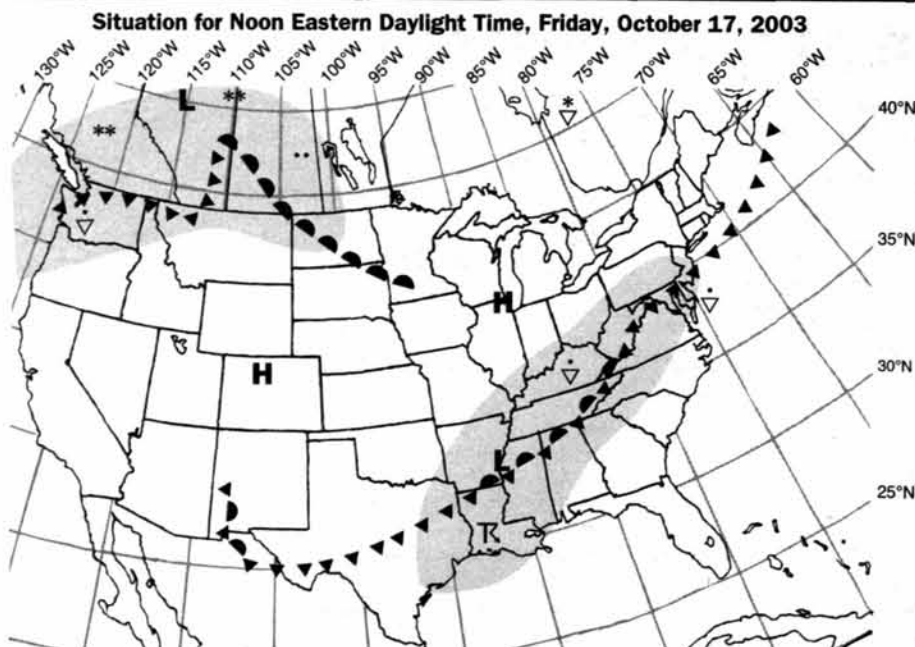 Situation for Noon Eastern Daylight Time, Friday, October 17, 2003
130°W 125°W 120°W 115°W 110°W 105°W 100°W 95°W 90°W 85°W 80°W 75°W 70°W 65°W 60°W
40°N
35°N
30°N
25°N
L
H
H
L